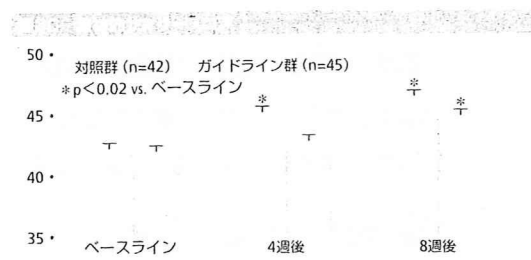 50
対照群(n=42) ガイドライン群(n=45)
*p<0.02 vs. ベースライン
45
40
35
ベースライン 4週後 8週後
* * *